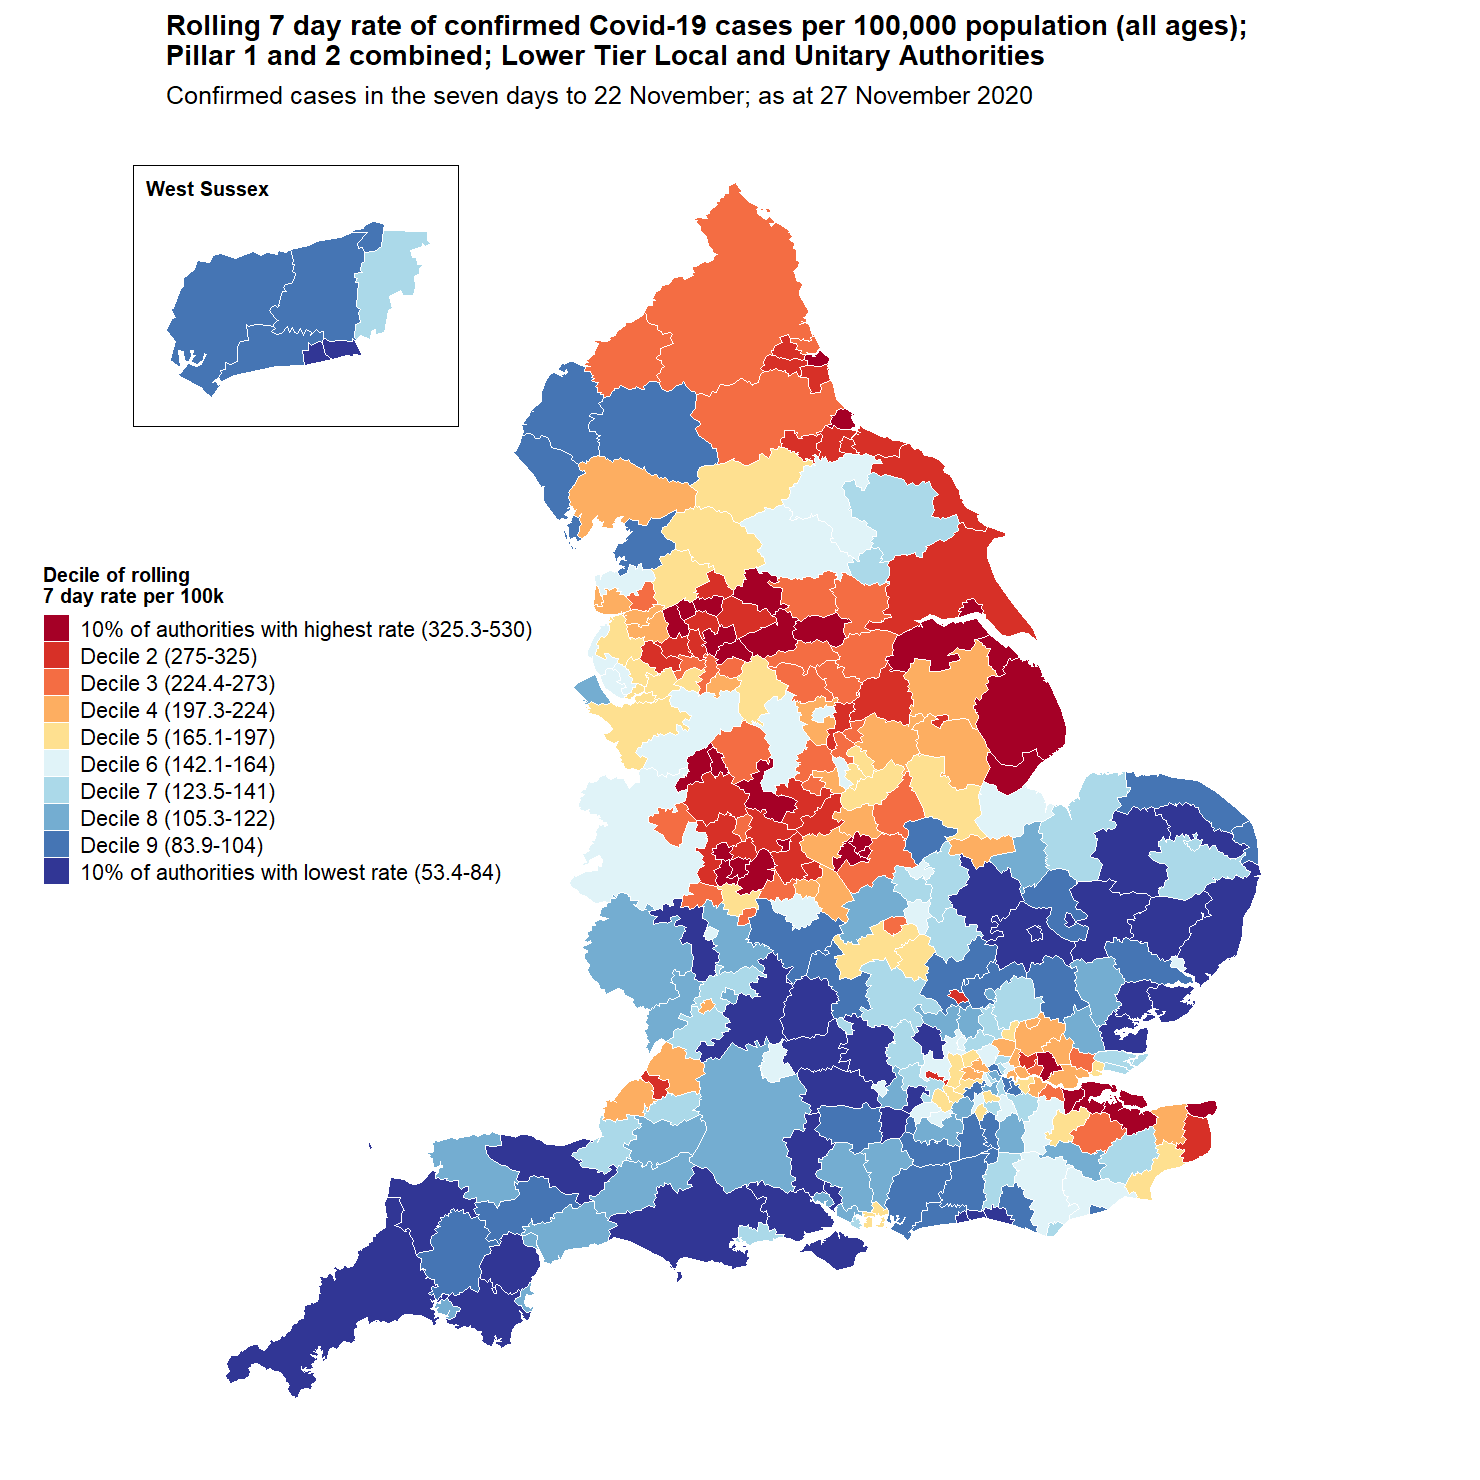 Rolling 7 day rate of confirmed Covid-19 cases per 100,000 population (all ages);
Pillar 1 and 2 combined; Lower Tier Local and Unitary Authorities
Confirmed cases in the seven days to 22 November; as at 27 November 2020
West Sussex
Decile of rolling
7 day rate per 100k
10% of authorities with highest rate (325.3-530)
Decile 2 (275-325)
Decile 3 (224.4-273)
Decile 4 (197.3-224)
Decile 5 (165.1-197)
Decile 6 (142.1-164)
Decile 7 (123.5-141)
Decile 8 (105.3-122)
Decile 9 (83.9-104)
10% of authorities with lowest rate (53.4-84)